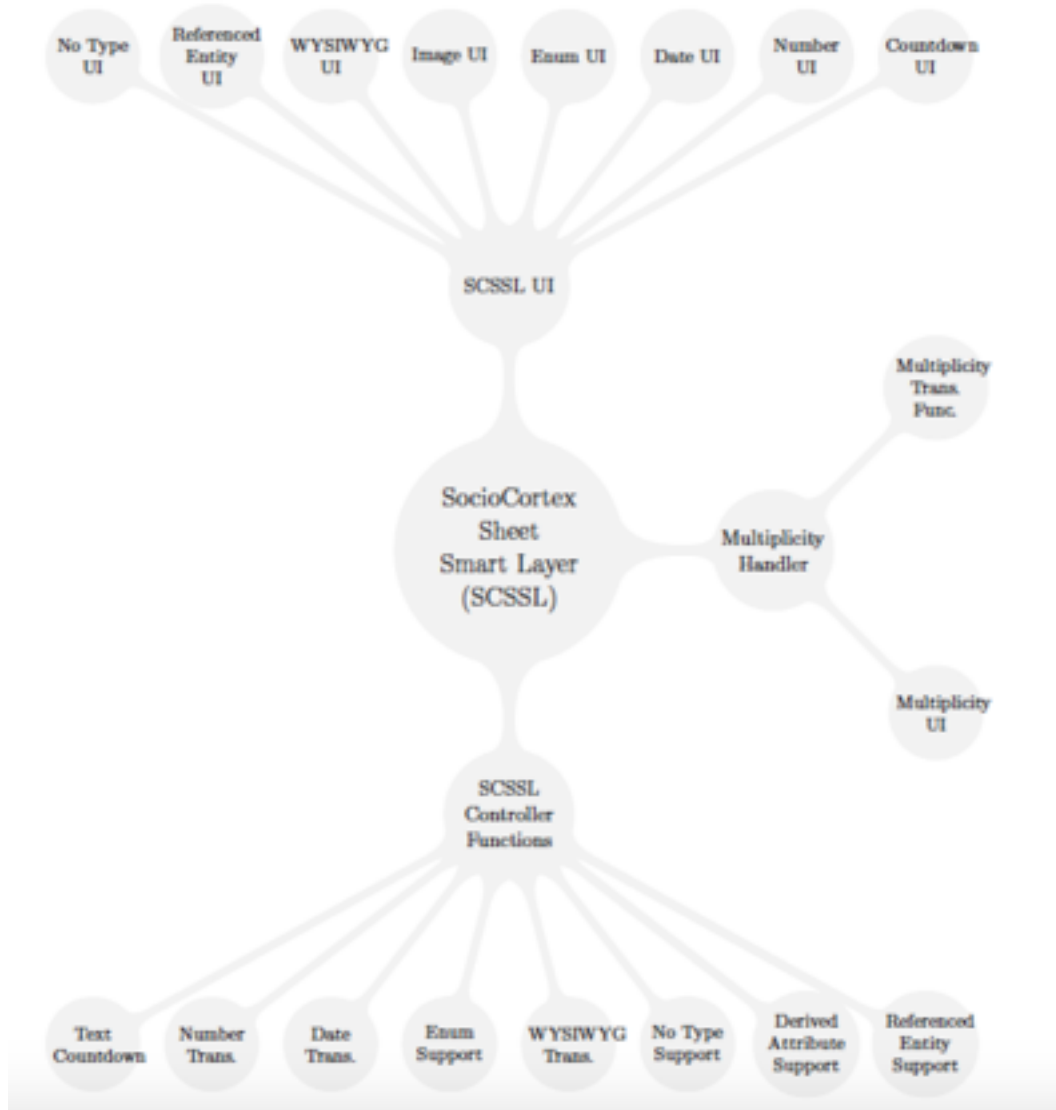 No Type
UI
Referenced
Entity
UI
WYSIWYG
UI
Image UI
Enum UI
Date UI
Number
UI
Countdown
UI
SCSSL UI
Multiplicity
Trans.
Func.
SocioCortex
Sheet
Smart Layer
(SCSSL)
Multiplicity
Handler
Multiplicity
UI
SCSSL
Controller
Functions
Text
Countdown
Number
Trans.
Date
Trans.
Enum
Support
WYSIWYG
Trans.
No Type
Support
Derived
Attribute
Support
Referenced
Entity
Support